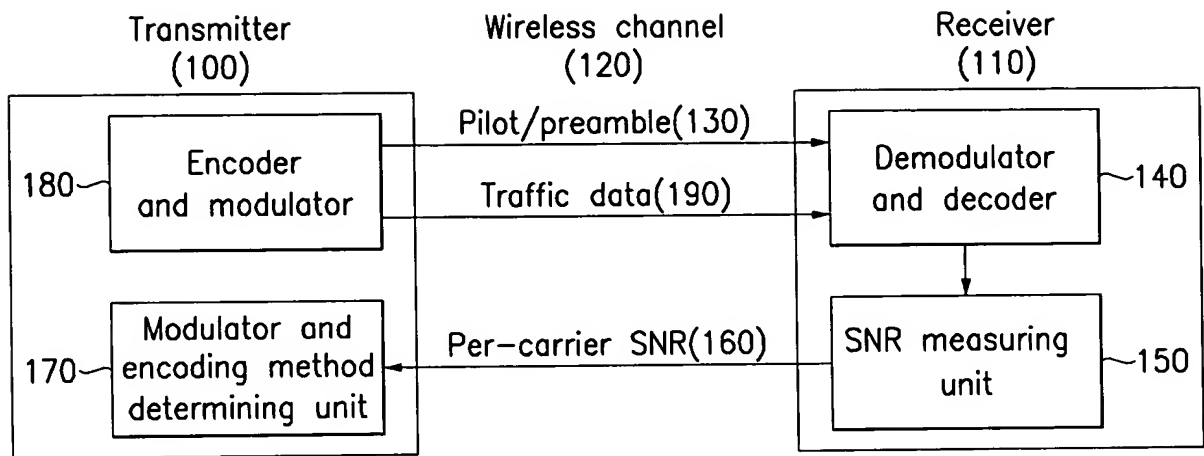 Transmitter
(100)
Wireless channel
(120)
Receiver
(110)
Encoder
and modulator
180
Pilot/preamble(130)
Traffic data(190)
Demodulator
and decoder
140
Modulator and
encoding method
determining unit
170
Per-carrier SNR(160)
SNR measuring
unit
150